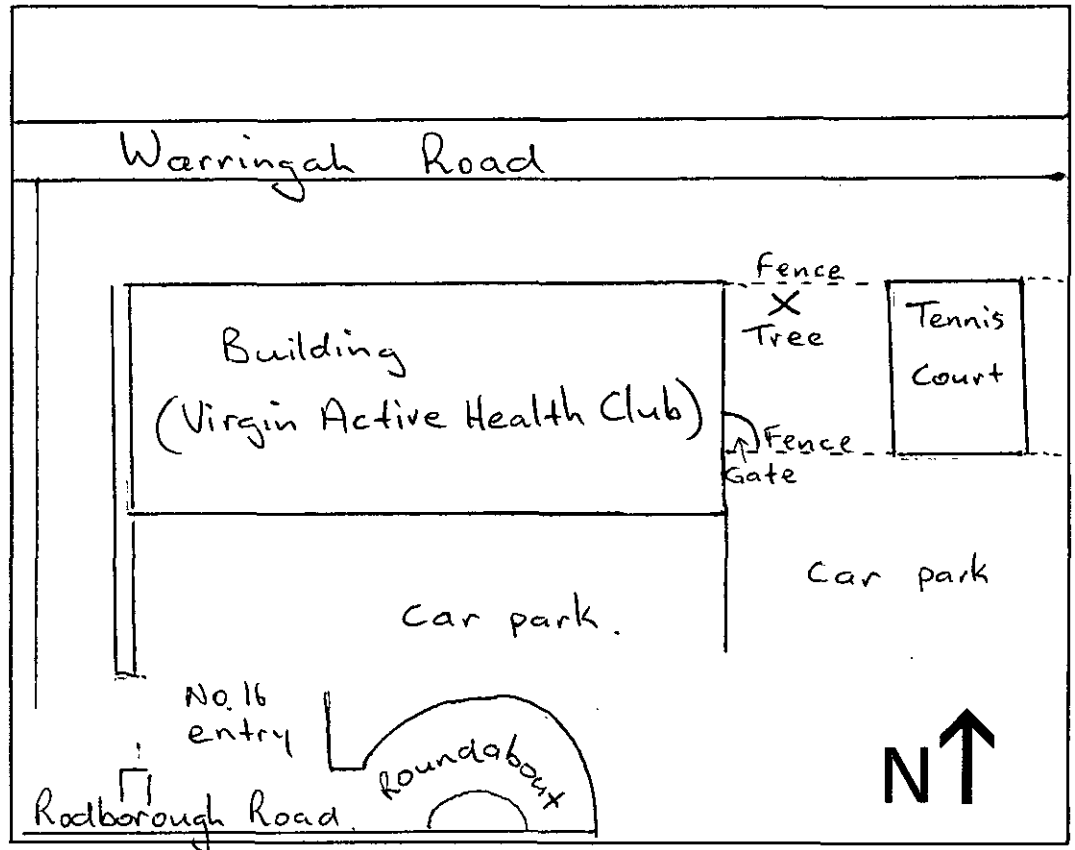 Warringah Road
Fence
Tree
Tennis
Court
Building
(Virgin Active Health Club)
Fence
Gate
Car park
Car park.
No. 16
entry
Roundabout
N
Rodborough Road.